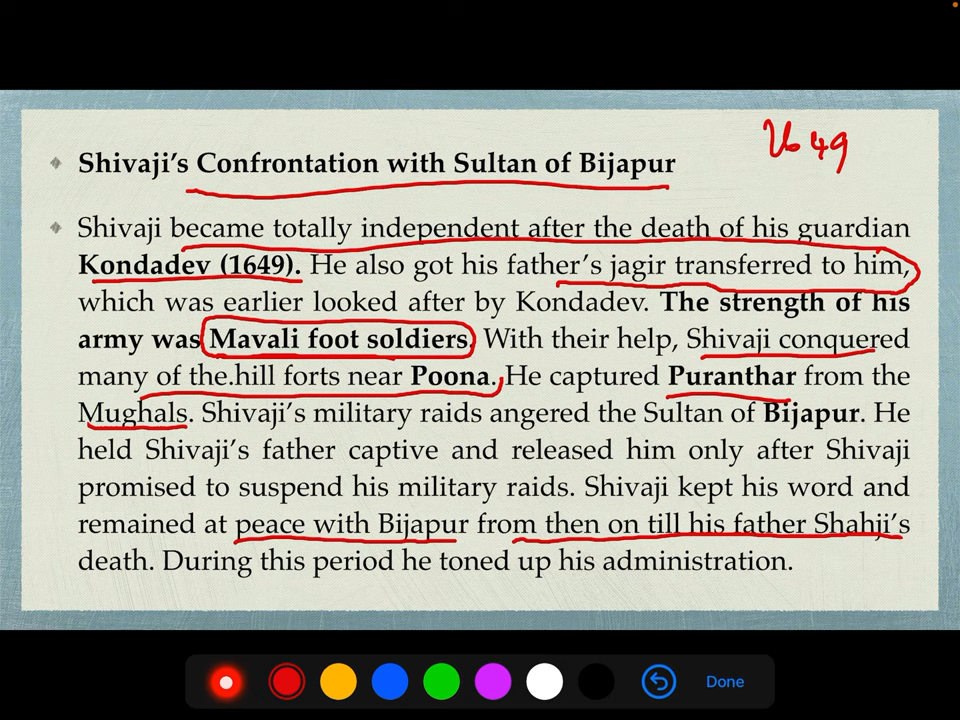 1649
Shivaji's Confrontation with Sultan of Bijapur
Shivaji became totally independent after the death of his guardian
Kondadev (1649). He also got his father's jagir transferred to him,
which was earlier looked after by Kondadev. The strength of his
army was Mavali foot soldiers. With their help, Shivaji conquered
many of the.hill forts near Poona. He captured Puranthar from the
Mughals. Shivaji's military raids angered the Sultan of Bijapur. He
held Shivaji's father captive and released him only after Shivaji
promised to suspend his military raids. Shivaji kept his word and
remained at peace with Bijapur from then on till his father Shahji's
death. During this period he toned up his administration.
Done